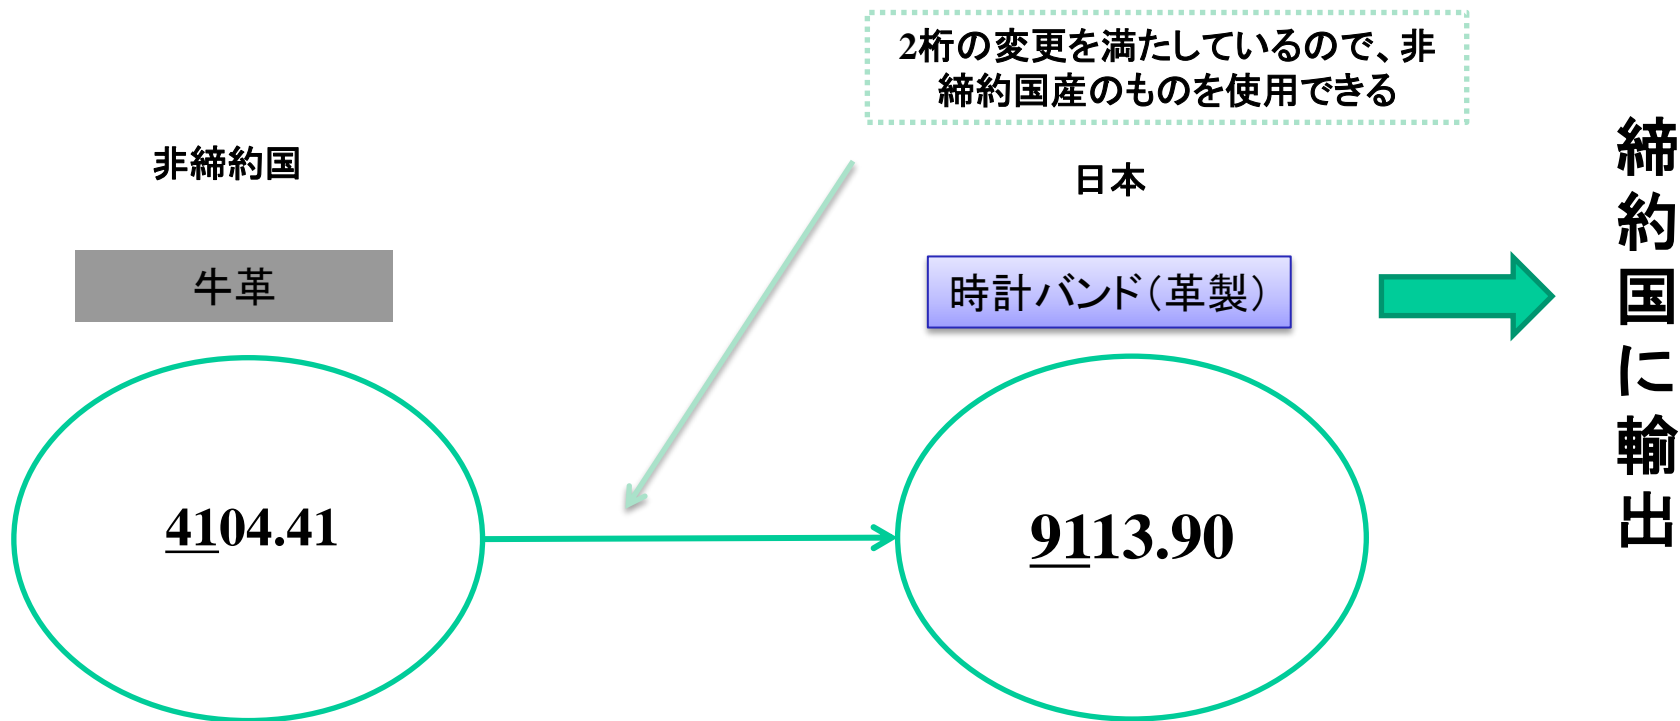 2桁の変更を満たしているので、非
締約国産のものを使用できる
非締約国
日本
牛革
時計バンド（革製）
4104.41
9113.90
締約国に輸出